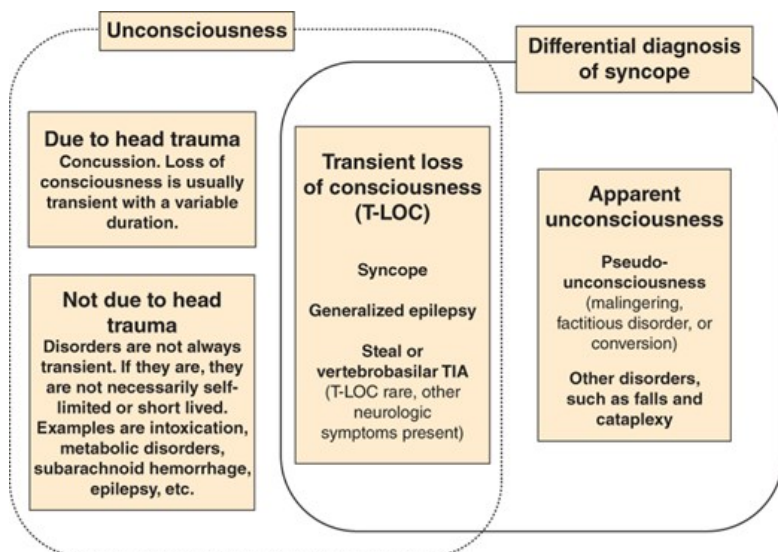 Unconsciousness
Differential diagnosis
of syncope
Due to head trauma
Concussion. Loss of
consciousness is usually
transient with a variable
duration.
Not due to head
trauma
Disorders are not always
transient. If they are, they
are not necessarily self-
limited or short lived.
Examples are intoxication,
metabolic disorders,
subarachnoid hemorrhage,
epilepsy, etc.
Transient loss
of consciousness
(T-LOC)
Syncope
Generalized epilepsy
Steal or
vertebrobasilar TIA
(T-LOC rare, other
neurologic
symptoms present)
Apparent
unconsciousness
Pseudo-
unconsciousness
(malingering,
factitious disorder, or
conversion)
Other disorders,
such as falls and
cataplexy